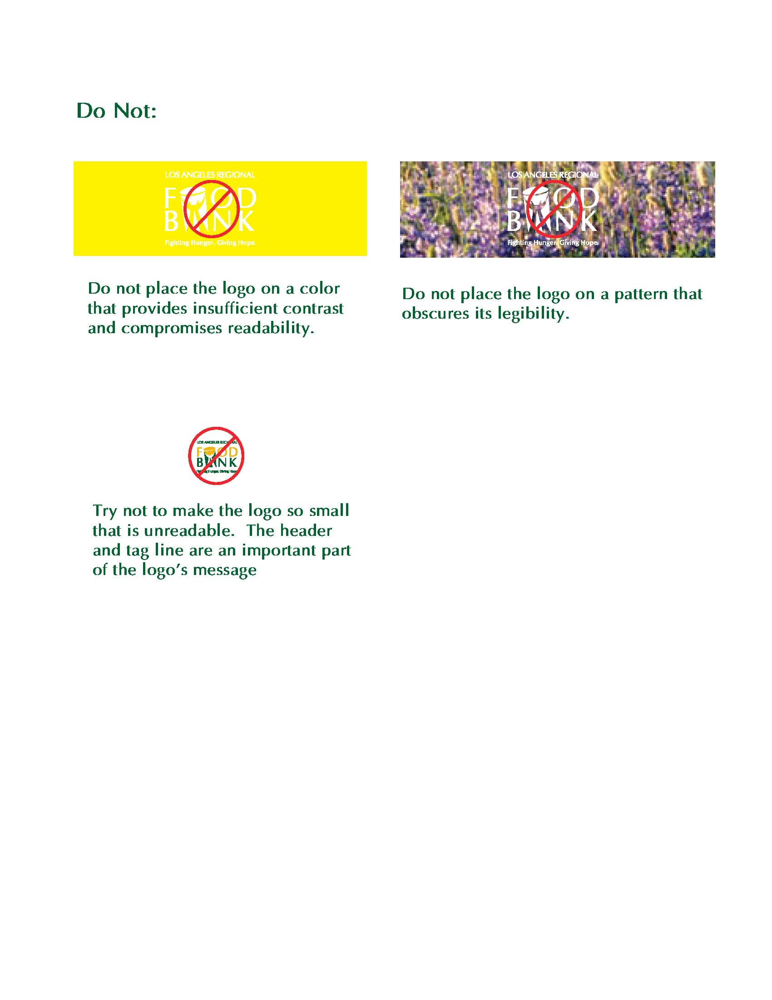 Do Not:
LOS ANGELES REGIONAL
FOOD
BANK
Fighting Hunger. Giving Hope.
Do not place the logo on a color
that provides insufficient contrast
and compromises readability.
LOS ANGELES REGIONAL
FOOD
BANK
Fighting Hunger. Giving Hope.
Do not place the logo on a pattern that
obscures its legibility.
LOS ANGELES REGIONAL
FOOD
BANK
Fighting Hunger. Giving Hope.
Try not to make the logo so small
that is unreadable.  The header
and tag line are an important part
of the logo’s message